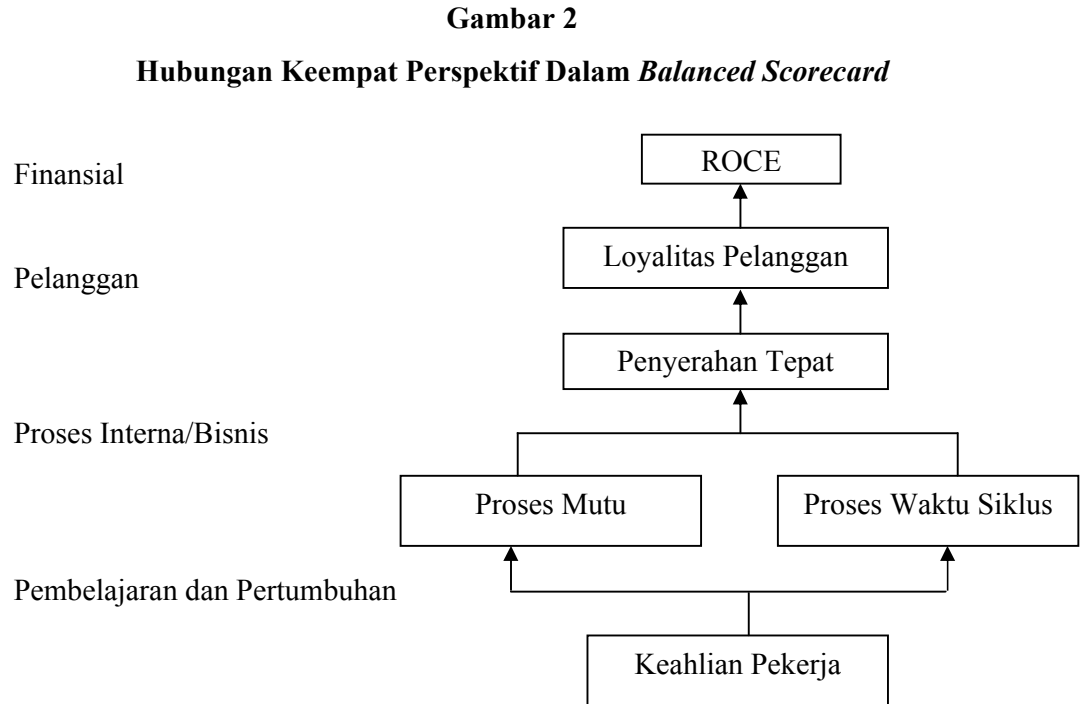 Gambar 2
Hubungan Keempat Perspektif Dalam Balanced Scorecard
ROCE
Finansial
Loyalitas Pelanggan
Pelanggan
Penyerahan Tepat
Proses Interna/Bisnis
Proses Mutu
Proses Waktu Siklus
Pembelajaran dan Pertumbuhan
Keahlian Pekerja